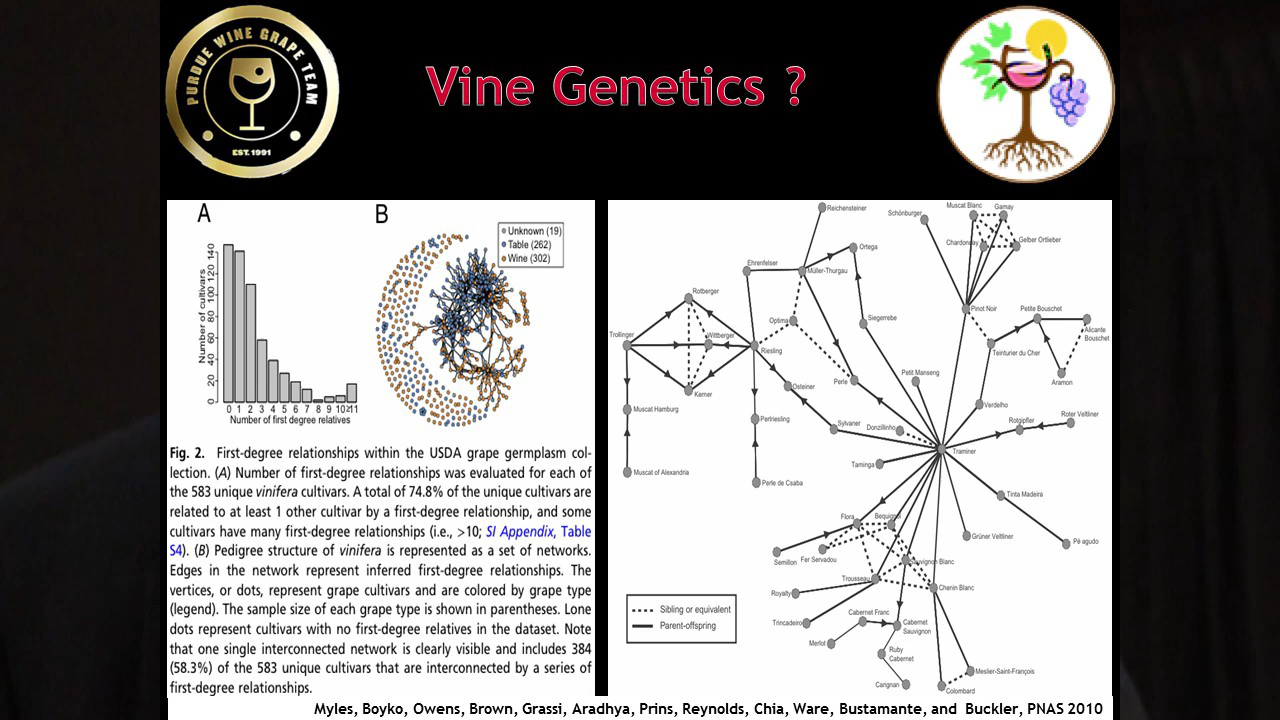 PURDUE WINE GRAPE TEAM
EST. 1991
Vine Genetics ?
A
Number of cultivars
0 20 40 60 80 100 120 140
0 1 2 3 4 5 6 7 8 9 10 >11
Number of first degree relatives
B
Unknown (19)
Table (262)
Wine (302)
Fig. 2. First-degree relationships within the USDA grape germplasm col-
lection. (A) Number of first-degree relationships was evaluated for each of
the 583 unique vinifera cultivars. A total of 74.8% of the unique cultivars are
related to at least 1 other cultivar by a first-degree relationship, and some
cultivars have many first-degree relationships (i.e., >10; SI Appendix, Table
S4). (B) Pedigree structure of vinifera is represented as a set of networks.
Edges in the network represent inferred first-degree relationships. The
vertices, or dots, represent grape cultivars and are colored by grape type
(legend). The sample size of each grape type is shown in parentheses. Lone
dots represent cultivars with no first-degree relatives in the dataset. Note
that one single interconnected network is clearly visible and includes 384
(58.3%) of the 583 unique cultivars that are interconnected by a series of
first-degree relationships.
Reichensteiner
Schönburger
Muscat Blanc
Gamay
Chardonnay
Gelber Ortlieber
Ortega
Ehrenfelser
Müller-Thurgau
Rotberger
Pinot Noir
Petite Bouschet
Optima
Siegerrebe
Alicante
Bouschet
Trollinger
Wittberger
Riesling
Teinturier du Cher
Petit Manseng
Perle
Osteiner
Aramon
Kerner
Verdelho
Muscat Hamburg
Perlriesling
Sylvaner
Donzillinho
Rotgipfler
Roter Veltliner
Traminer
Taminga
Muscat of Alexandria
Perle de Csaba
Tinta Madeira
Flora
Bequignol
Grüner Veltliner
Pé agudo
Semillon
Fer Servadou
Sauvignon Blanc
Trousseau
Chenin Blanc
Royalty
Sibling or equivalent
Parent-offspring
Trincadeiro
Cabernet Franc
Cabernet
Sauvignon
Merlot
Ruby
Cabernet
Meslier-Saint-François
Carignan
Colombard
Myles, Boyko, Owens, Brown, Grassi, Aradhya, Prins, Reynolds, Chia, Ware, Bustamante, and Buckler, PNAS 2010